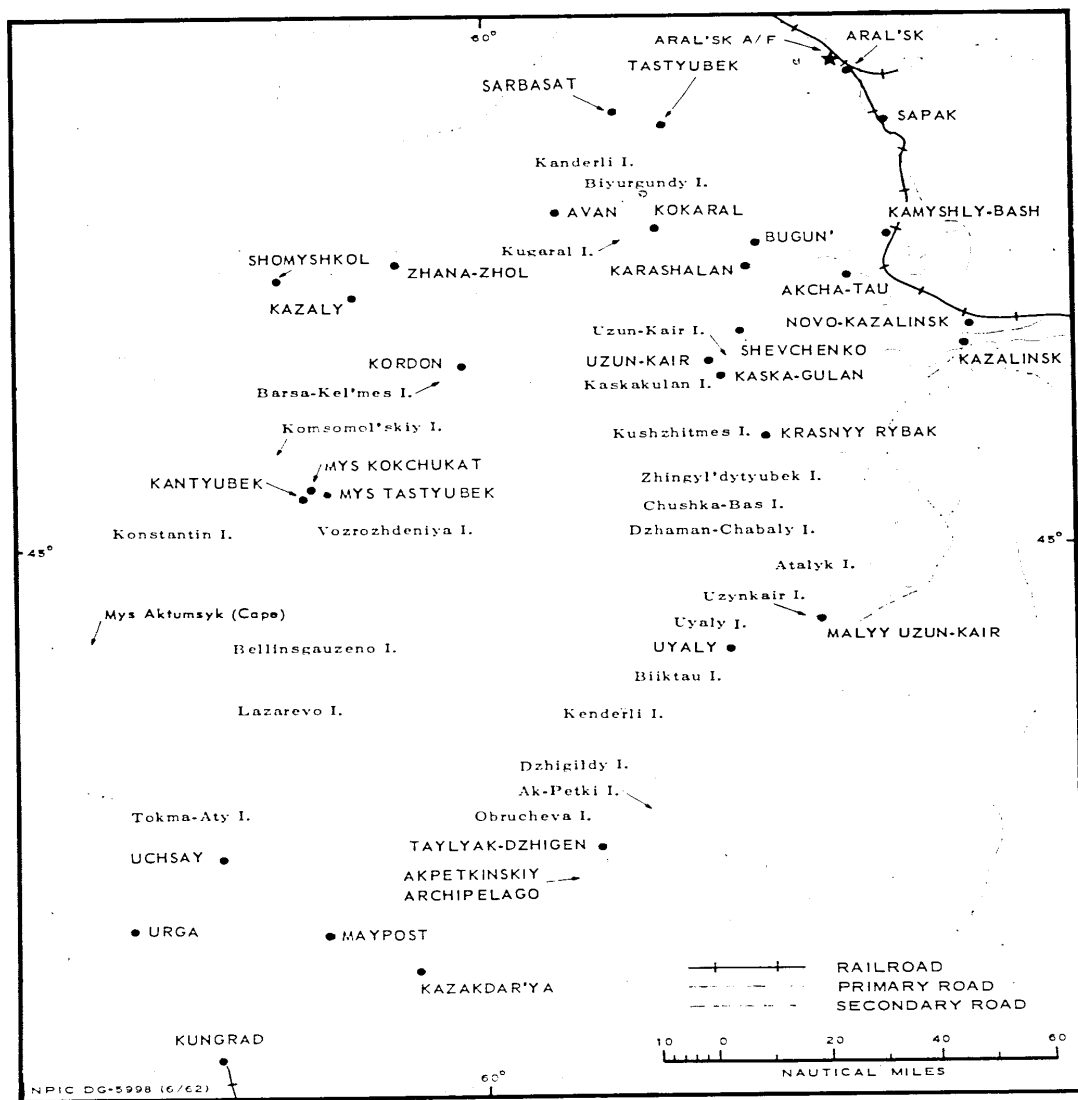 60°
ARAL'SK A/F
ARAL'SK
TASTYUBEK
SARBASAT
SAPAK
Kanderli I.
Biyurgundy I.
AVAN
KOKARAL
KAMYSHLY-BASH
BUGUN'
Kugaral I.
SHOMYSHKOL
ZHANA-ZHOL
KARASHALAN
AKCHA-TAU
KAZALY
NOVO-KAZALINSK
Uzun-Kair I.
SHEVCHENKO
KAZALINSK
KORDON
UZUN-KAIR
KASKA-GULAN
Barsa-Kel'mes I.
Kaskakulan I.
Komsomol'skiy I.
Kushzhitmes I.
KRASNYY RYBAK
MYS KOKCHUKAT
KANTYUBEK
MYS TASTYUBEK
Zhingyl'dytyubek I.
Chushka-Bas I.
Konstantin I.
Vozrozhdeniya I.
Dzhaman-Chabaly I.
45°
45°
Atalyk I.
Uzynkair I.
Mys Aktumsyk (Cape)
Uyaly I.
MALYY UZUN-KAIR
Bellinsgauzeno I.
UYALY
Biiktau I.
Lazarevo I.
Kenderli I.
Dzhigildy I.
Ak-Petki I.
Tokma-Aty I.
Obrucheva I.
UCHSAY
TAYLYAK-DZHIGEN
AKPETKINSKIY
ARCHIPELAGO
URGA
MAYPOST
KAZAKDAR'YA
RAILROAD
PRIMARY ROAD
SECONDARY ROAD
KUNGRAD
10 0 20 40 60
NAUTICAL MILES
NPIC DG-5998 (6/62)
60°